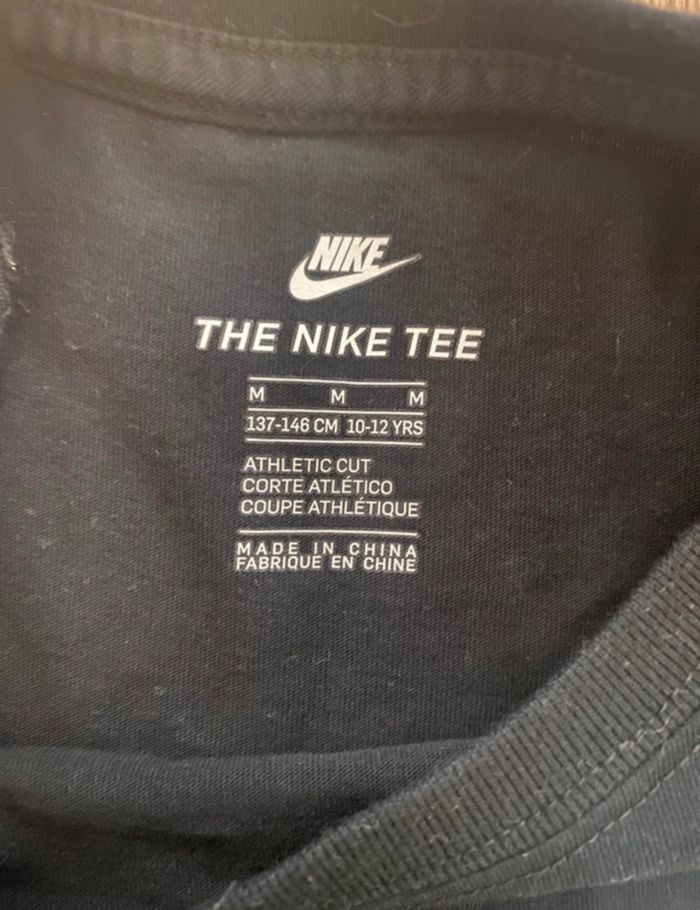 NIKE
THE NIKE TEE
M M M
137-146 CM 10-12 YRS
ATHLETIC CUT
CORTE ATLÉTICO
COUPE ATHLÉTIQUE
MADE IN CHINA
FABRIQUE EN CHINE